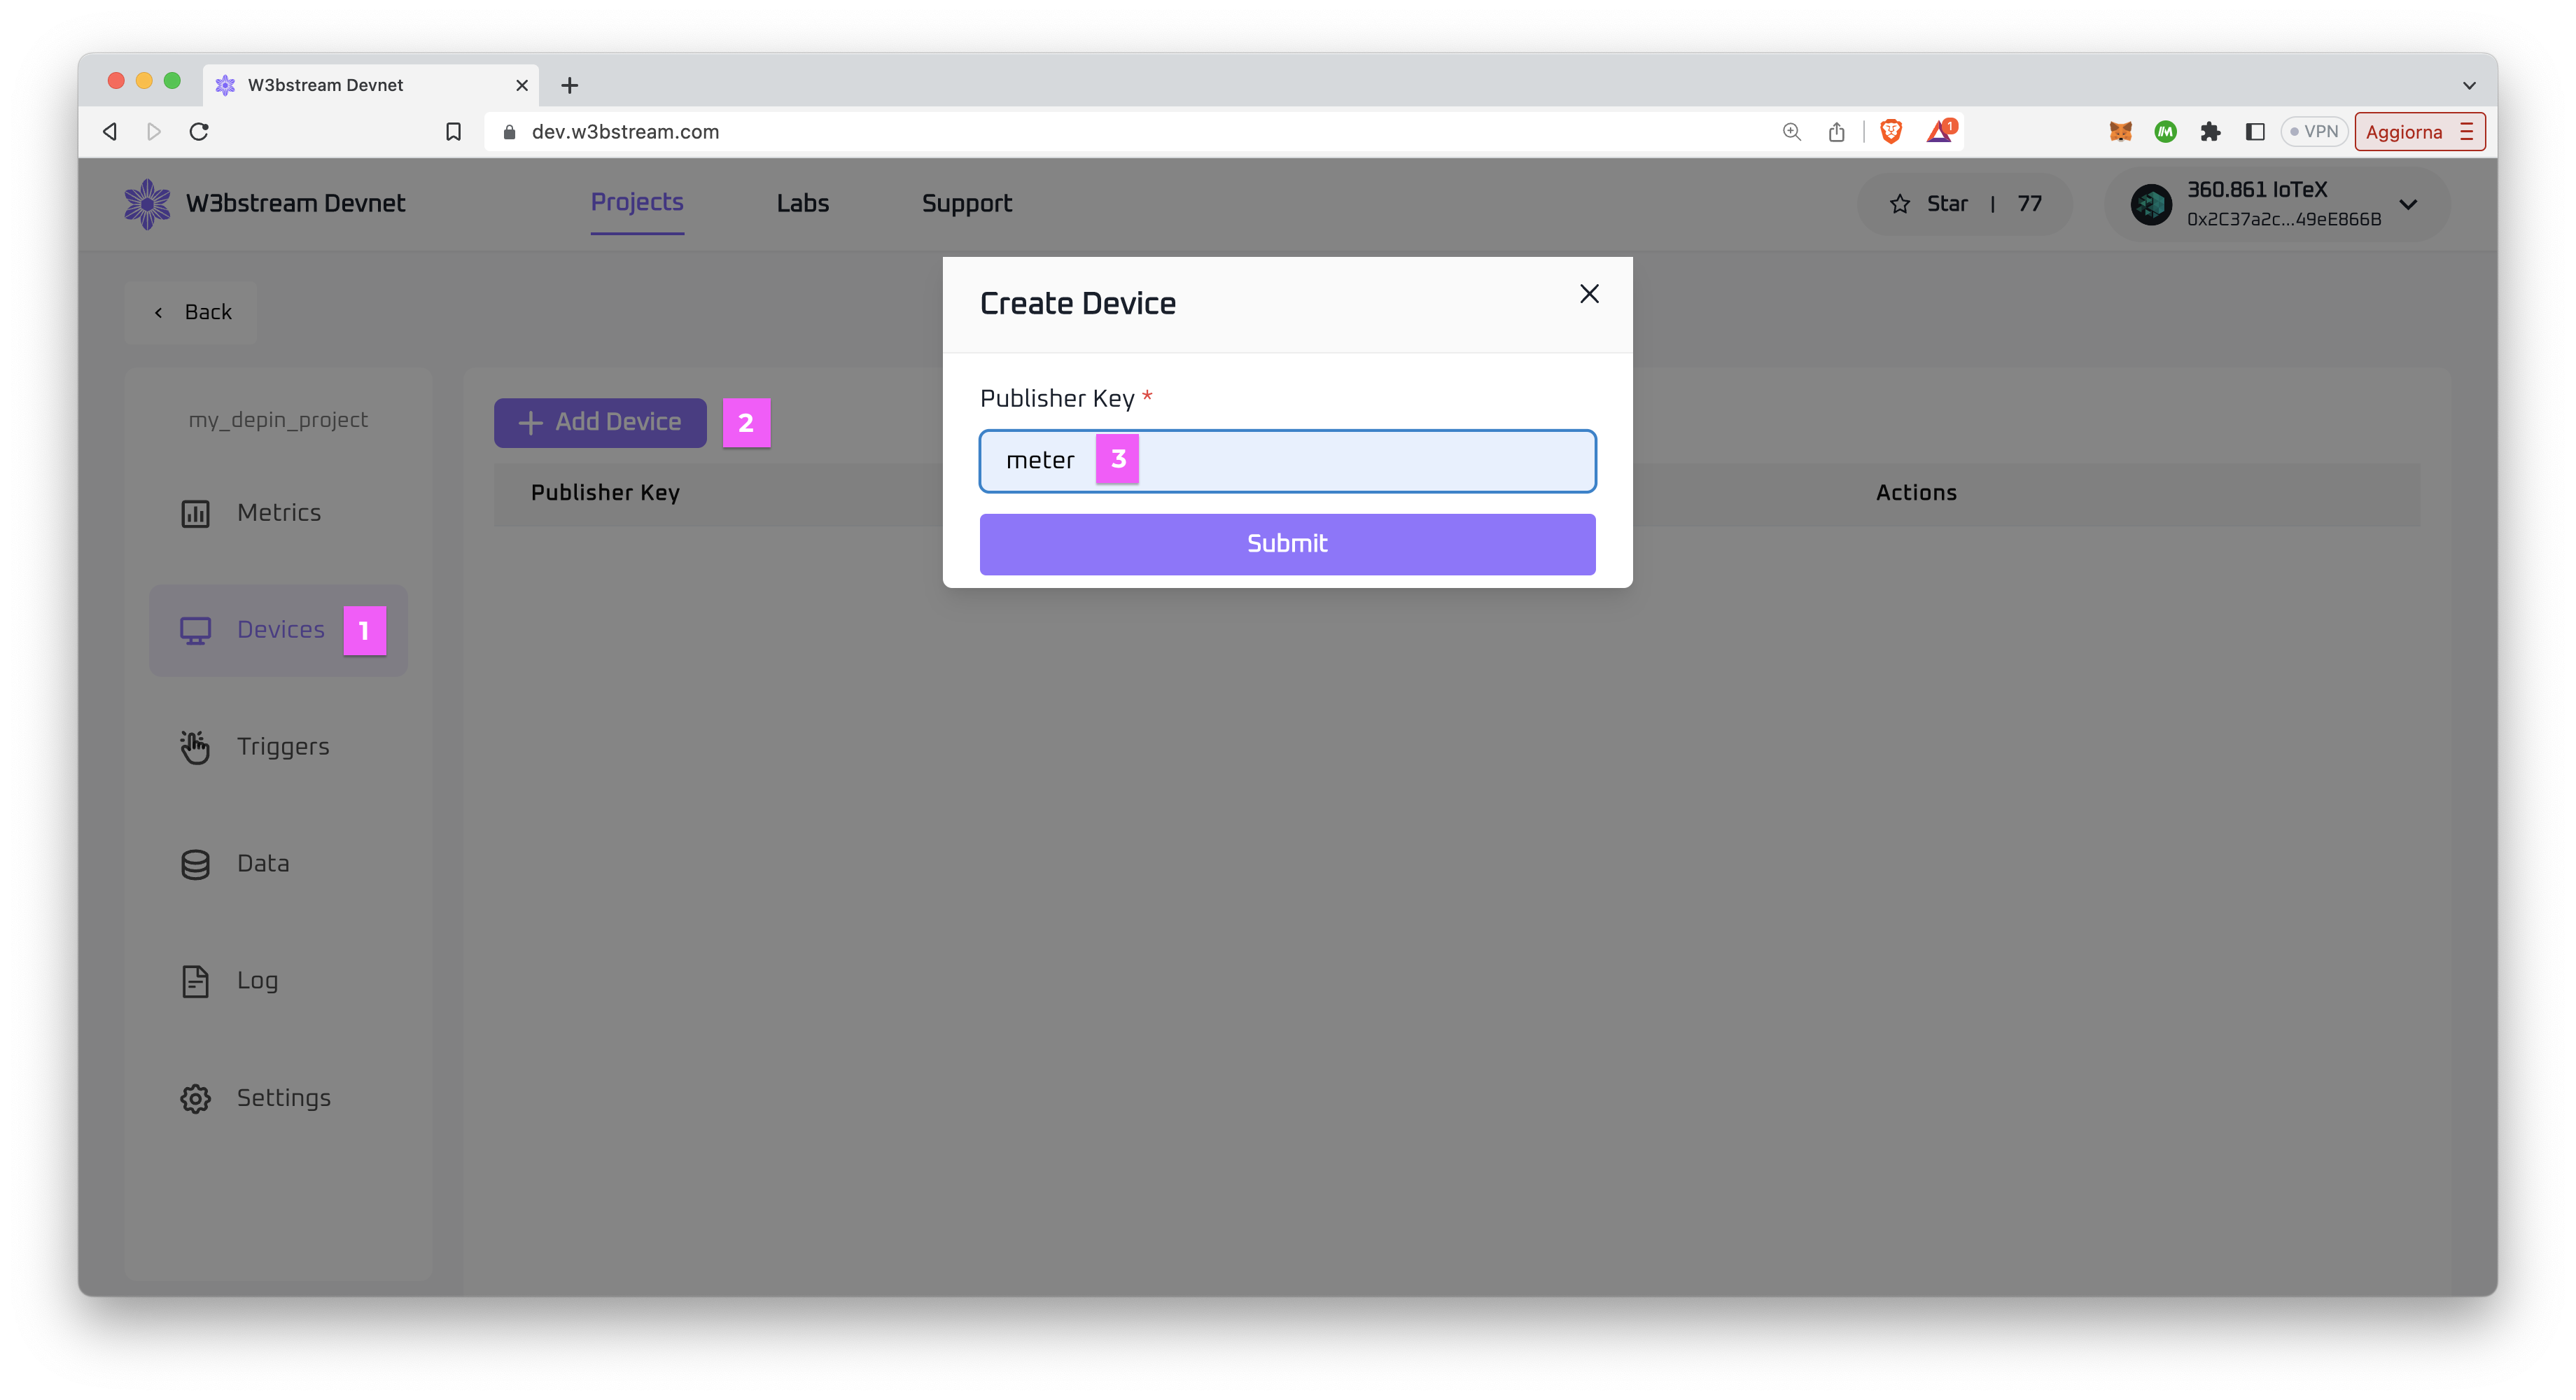 W3bstream Devnet
dev.w3bstream.com
1
VPN
Aggiorna
W3bstream Devnet
Projects
Labs
Support
Star | 77
360.861 IoTeX
0x2C37a2c...49eE866B
Back
Create Device
Publisher Key *
meter
3
Submit
my_depin_project
Metrics
Devices
1
Triggers
Data
Log
Settings
+ Add Device
2
Publisher Key
Actions